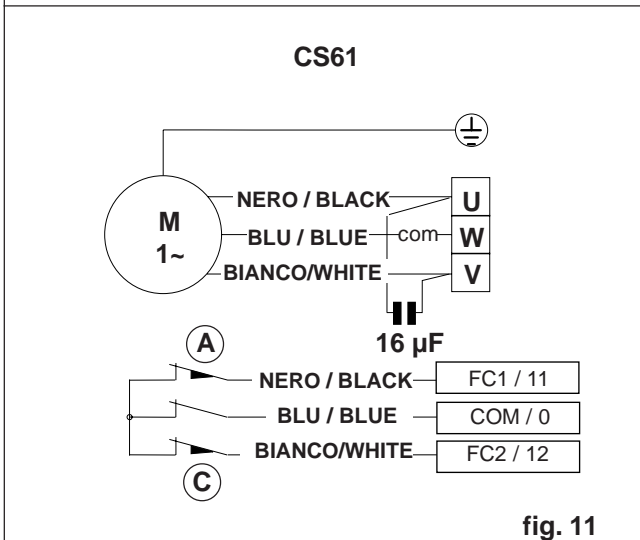 CS61
NERO / BLACK
U
M
1~
BLU / BLUE
com
W
BIANCO/WHITE
V
16 µF
A
NERO / BLACK
FC1 / 11
BLU / BLUE
COM / 0
BIANCO/WHITE
FC2 / 12
C
fig. 11